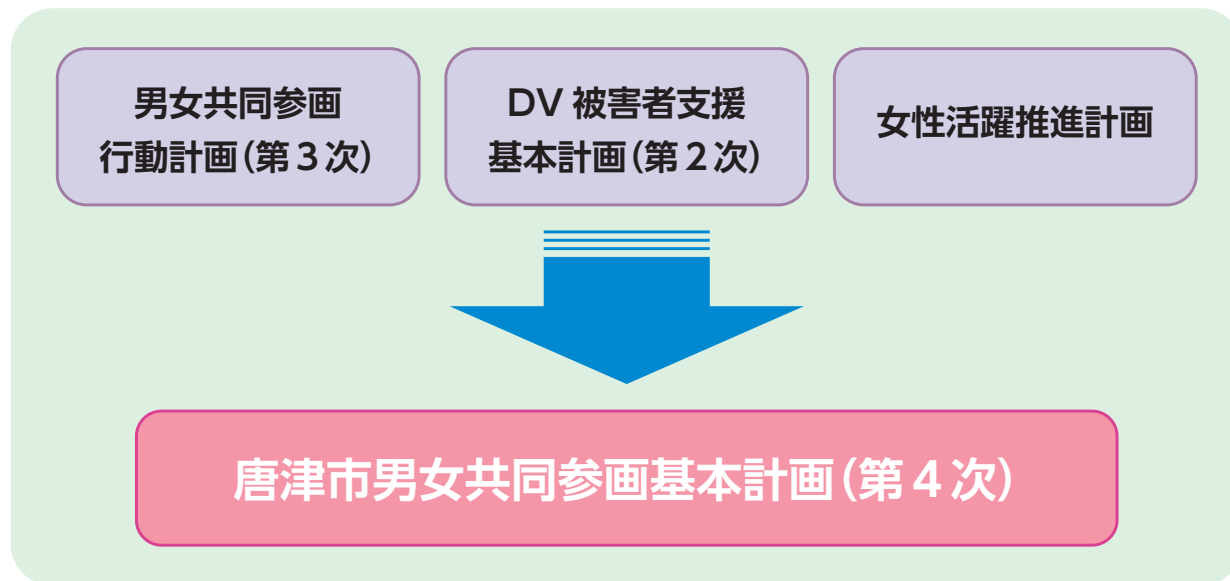 男女共同参画
行動計画（第３次）
DV 被害者支援
基本計画（第２次）
女性活躍推進計画
唐津市男女共同参画基本計画（第４次）